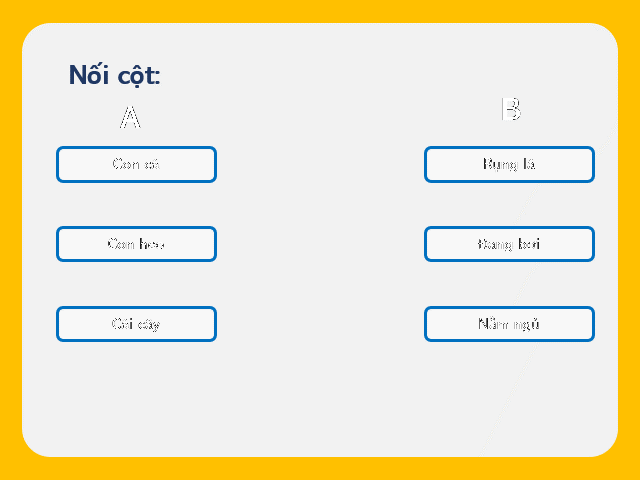 Nối cột:
A
B
Con cá
Rụng lá
Con heo
Đang bơi
Cái cây
Nằm ngủ